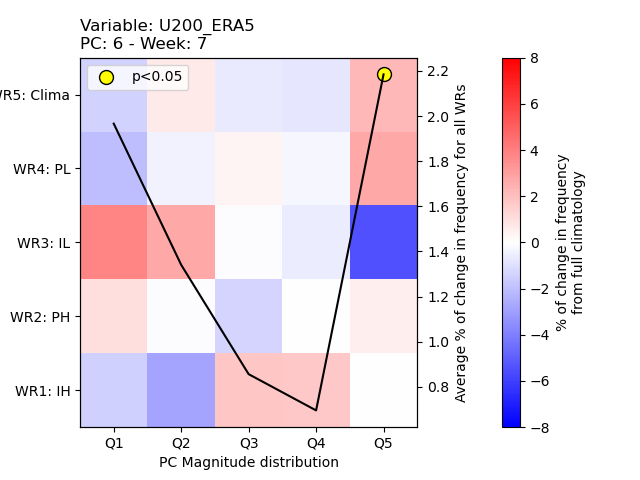 Variable: U200_ERA5
PC: 6 - Week: 7
p<0.05
WR5: Clima
WR4: PL
WR3: IL
WR2: PH
WR1: IH
Q1 Q2 Q3 Q4 Q5
PC Magnitude distribution
2.2
2.0
1.8
1.6
1.4
1.2
1.0
0.8
Average % of change in frequency for all WRs
8
6
4
2
0
−2
−4
−6
−8
% of change in frequency
from full climatology